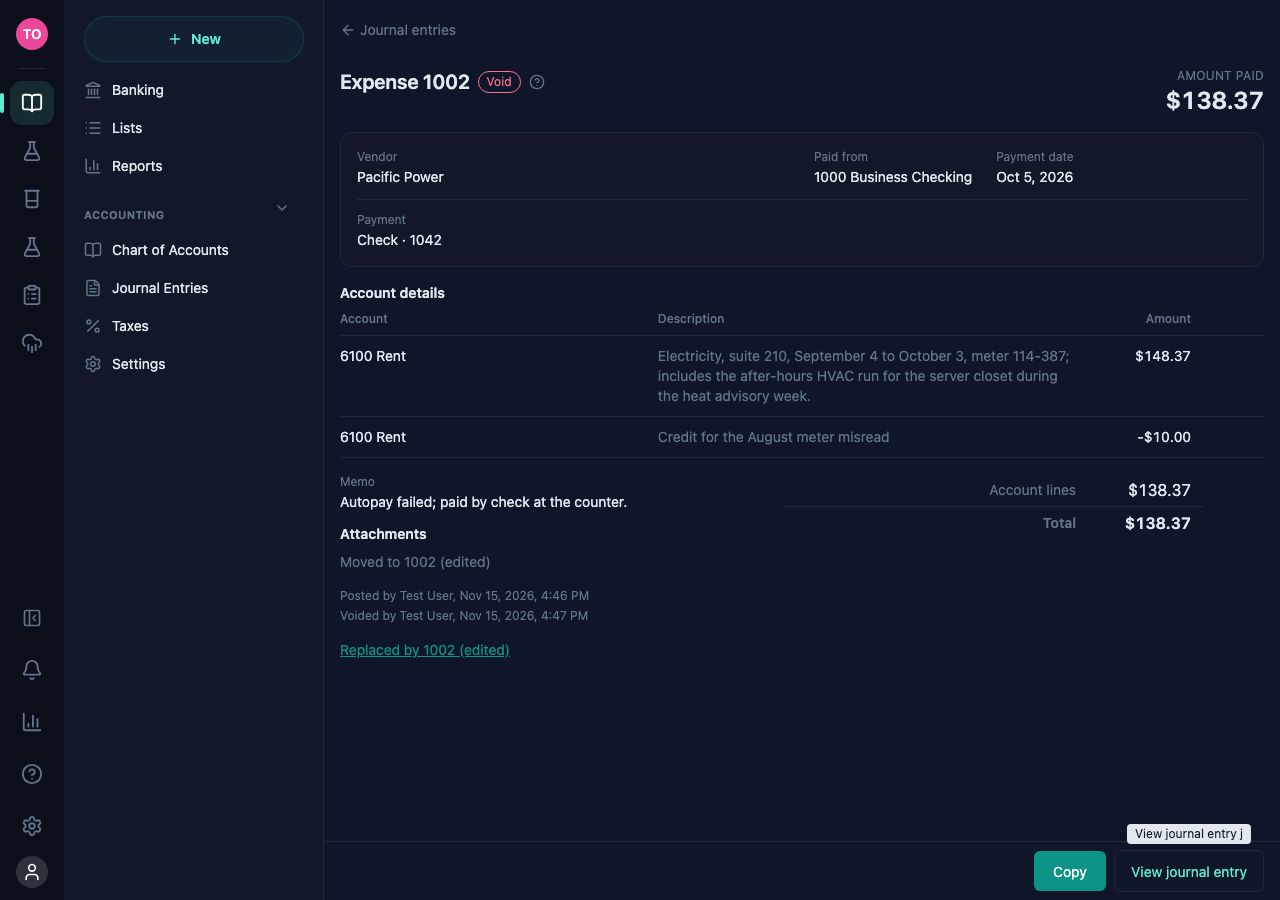 TO
New
Banking
Lists
Reports
ACCOUNTING
Chart of Accounts
Journal Entries
Taxes
Settings
Journal entries
Expense 1002
Void
AMOUNT PAID
$138.37
Vendor
Pacific Power
Paid from
1000 Business Checking
Payment date
Oct 5, 2026
Payment
Check · 1042
Account details
Account
Description
Amount
6100 Rent
Electricity, suite 210, September 4 to October 3, meter 114-387;
includes the after-hours HVAC run for the server closet during
the heat advisory week.
$148.37
6100 Rent
Credit for the August meter misread
-$10.00
Memo
Autopay failed; paid by check at the counter.
Account lines
$138.37
Total
$138.37
Attachments
Moved to 1002 (edited)
Posted by Test User, Nov 15, 2026, 4:46 PM
Voided by Test User, Nov 15, 2026, 4:47 PM
Replaced by 1002 (edited)
View journal entry j
Copy
View journal entry